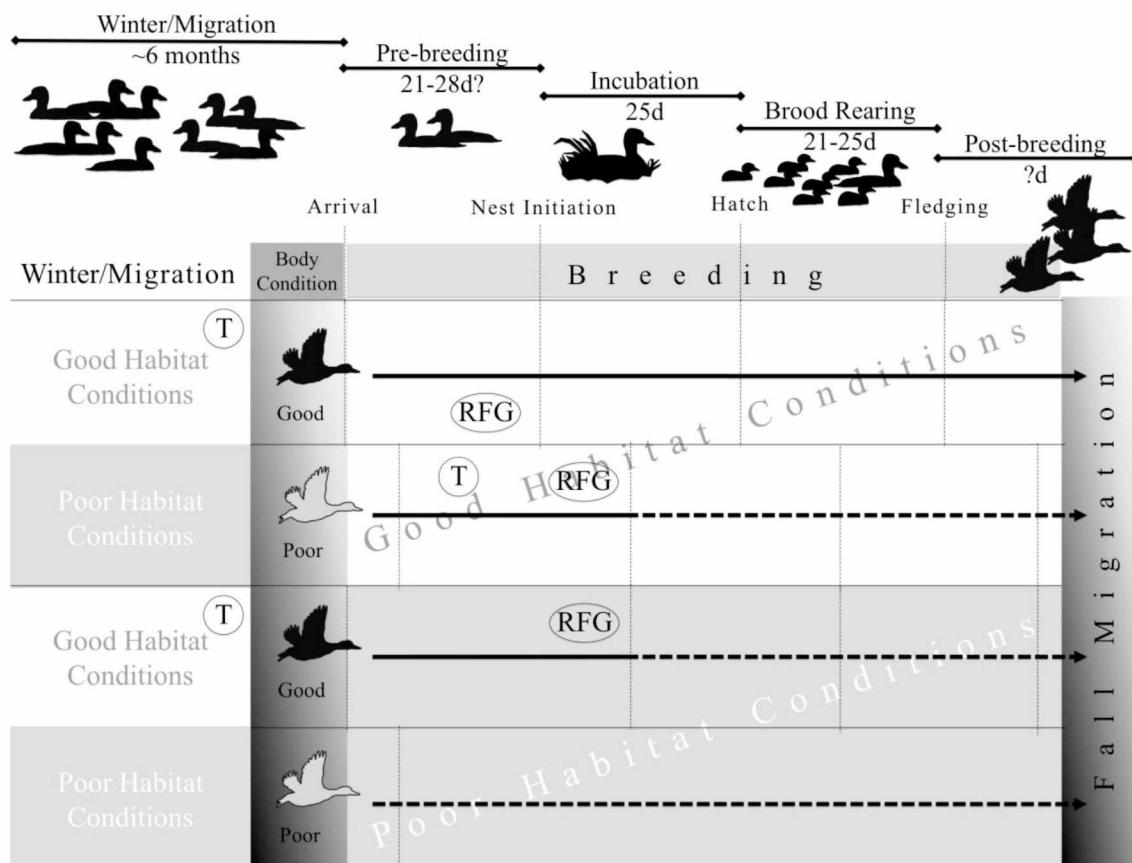 Winter/Migration
~6 months
Pre-breeding
21-28d?
Incubation
25d
Brood Rearing
21-25d
Post-breeding
?d
Arrival
Nest Initiation
Hatch
Fledging
Winter/Migration
Body
Condition
Breeding
T
Good Habitat
Conditions
Good
RFG
Good Habitat Conditions
Poor Habitat
Conditions
Poor
T
RFG
T
Good Habitat
Conditions
Good
RFG
Poor Habitat Conditions
Poor Habitat
Conditions
Poor
Fall Migration